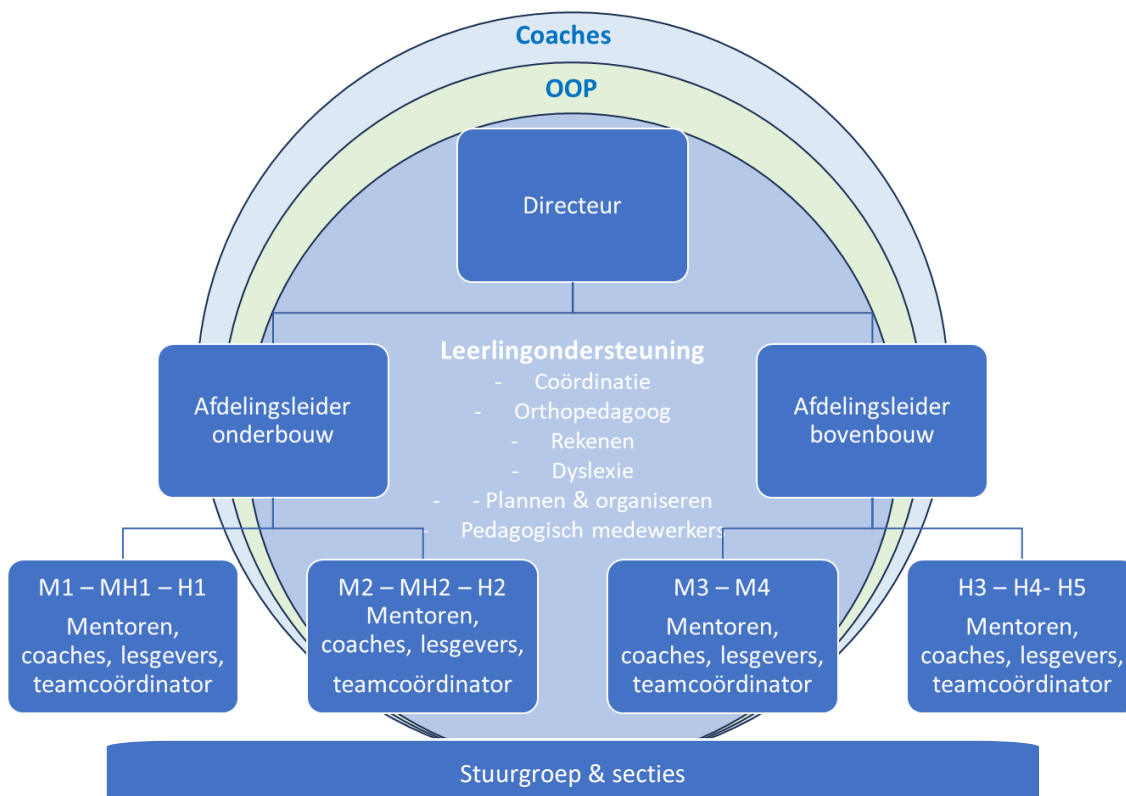 Coaches
OOP
Directeur
Leerlingondersteuning
- Coördinatie
- Orthopedagoog
- Rekenen
- Dyslexie
- - Plannen & organiseren
- Pedagogisch medewerkers
Afdelingsleider
onderbouw
Afdelingsleider
bovenbouw
M1 – MH1 – H1
Mentoren,
coaches, lesgevers,
teamcoördinator
M2 – MH2 – H2
Mentoren,
coaches, lesgevers,
teamcoördinator
M3 – M4
Mentoren,
coaches, lesgevers,
teamcoördinator
H3 – H4- H5
Mentoren,
coaches, lesgevers,
teamcoördinator
Stuurgroep & secties